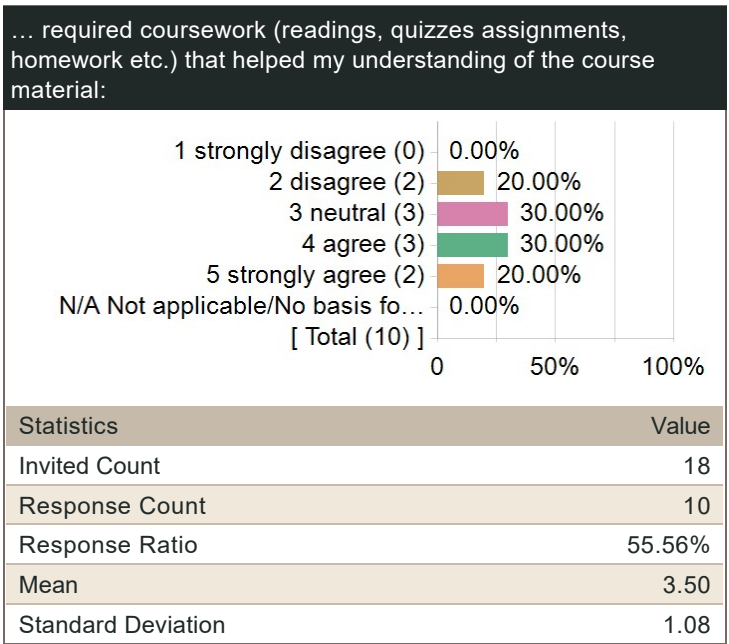 … required coursework (readings, quizzes assignments,
homework etc.) that helped my understanding of the course
material:
1 strongly disagree (0) 0.00%
2 disagree (2) 20.00%
3 neutral (3) 30.00%
4 agree (3) 30.00%
5 strongly agree (2) 20.00%
N/A Not applicable/No basis fo… 0.00%
[ Total (10) ]
0 50% 100%
Statistics Value
Invited Count 18
Response Count 10
Response Ratio 55.56%
Mean 3.50
Standard Deviation 1.08